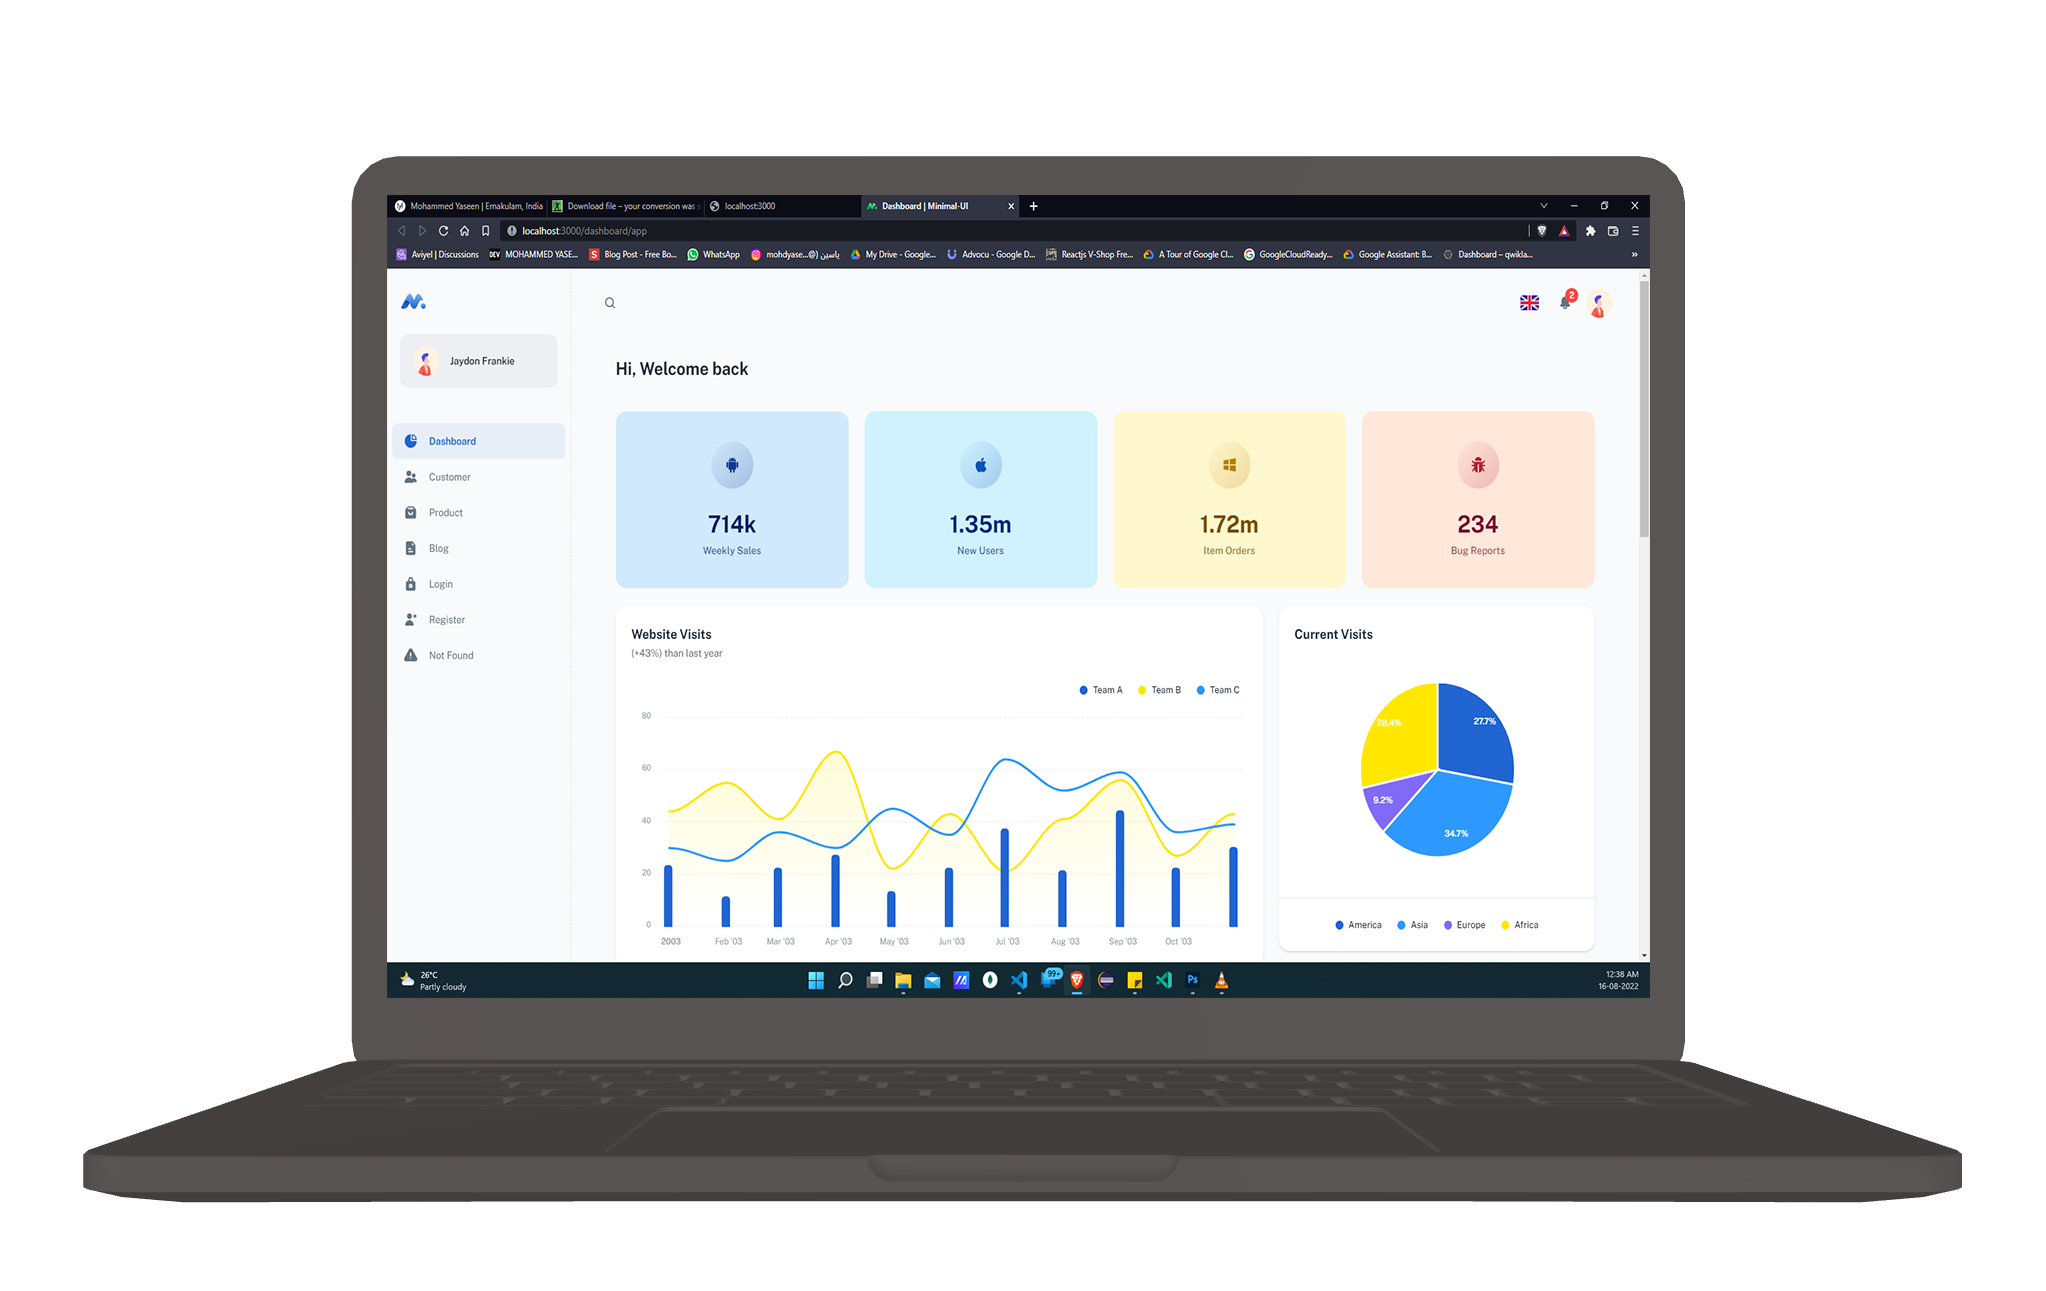 Mohammed Yaseen | Ernakulam, India
Download file – your conversion was
localhost:3000
Dashboard | Minimal-UI
localhost:3000/dashboard/app
Aviyel | Discussions
DEV MOHAMMED YASE...
S Blog Post - Free Bo...
WhatsApp
mohdyase...@) ياسين
My Drive - Google...
Advocu - Google D...
Reactjs V-Shop Fre...
A Tour of Google Cl...
GoogleCloudReady...
Google Assistant: B...
Dashboard – qwikla...
2
Jaydon Frankie
Dashboard
Customer
Product
Blog
Login
Register
Not Found
Hi, Welcome back
714k
Weekly Sales
1.35m
New Users
1.72m
Item Orders
234
Bug Reports
Website Visits
(+43%) than last year
Team A Team B Team C
80
60
40
20
0
2003 Feb '03 Mar '03 Apr '03 May '03 Jun '03 Jul '03 Aug '03 Sep '03 Oct '03
Current Visits
28.4%
27.7%
9.2%
34.7%
America Asia Europe Africa
26°C
Partly cloudy
99+
Ps
12:38 AM
16-08-2022